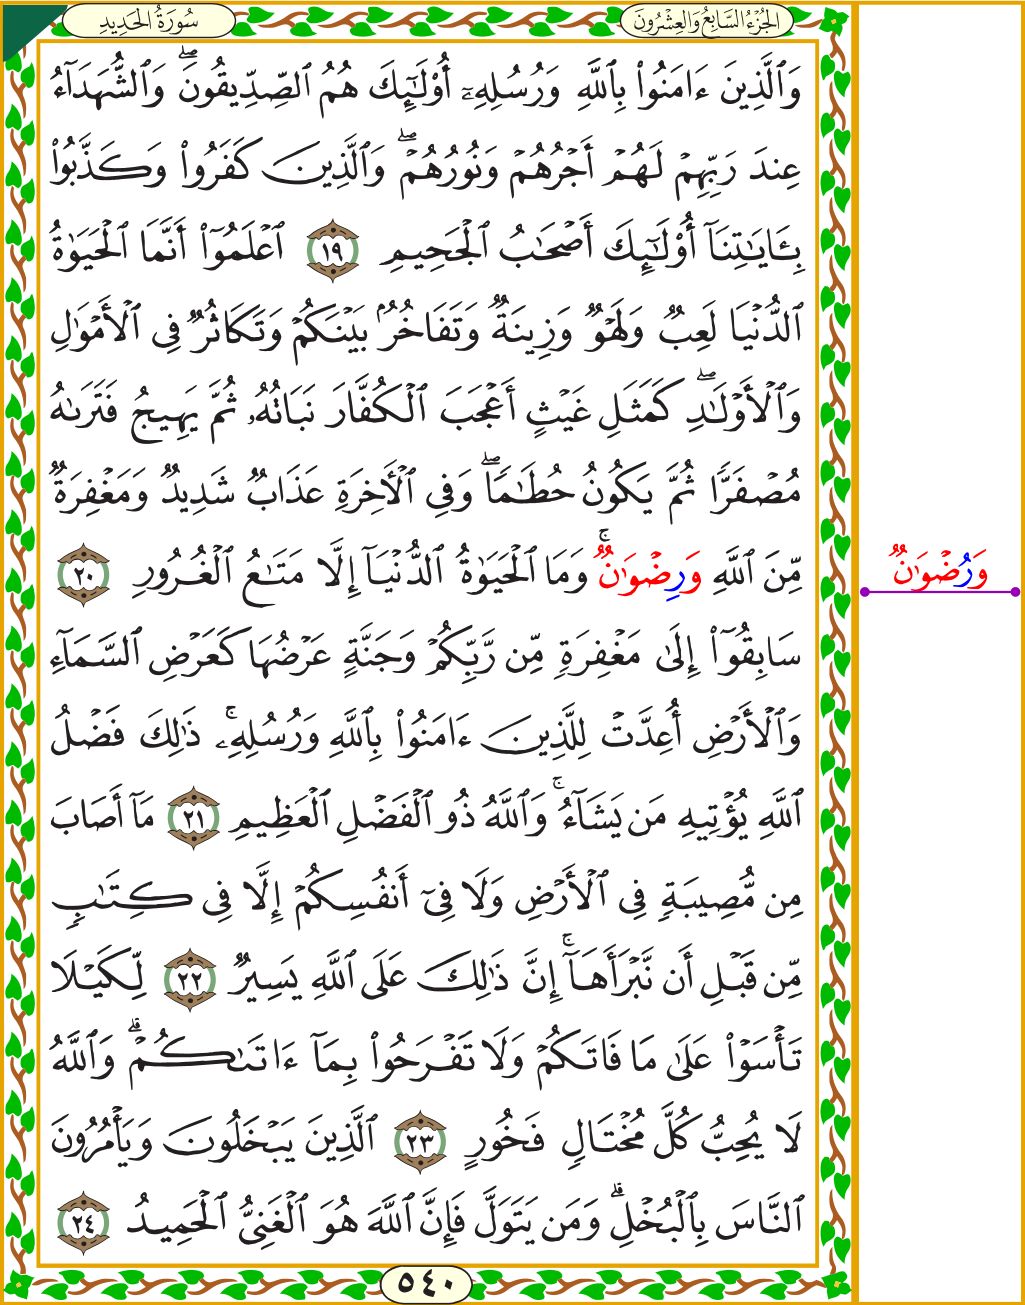 سُورَةُ الحَدِيدِ
الجُزْءُ السَّابِعُ وَالعِشْرُونَ
وَٱلَّذِينَ ءَامَنُوا۟ بِٱللَّهِ وَرُسُلِهِۦٓ أُو۟لَـٰٓئِكَ هُمُ ٱلصِّدِّيقُونَۖ وَٱلشُّهَدَآءُ
عِندَ رَبِّهِمْ لَهُمْ أَجْرُهُمْ وَنُورُهُمْۖ وَٱلَّذِينَ كَفَرُوا۟ وَكَذَّبُوا۟
بِـَٔايَـٰتِنَآ أُو۟لَـٰٓئِكَ أَصْحَـٰبُ ٱلْجَحِيمِ ١٩ ٱعْلَمُوٓا۟ أَنَّمَا ٱلْحَيَوٰةُ
ٱلدُّنْيَا لَعِبٌ وَلَهْوٌ وَزِينَةٌ وَتَفَاخُرٌۢ بَيْنَكُمْ وَتَكَاثُرٌ فِى ٱلْأَمْوَٰلِ
وَٱلْأَوْلَـٰدِۖ كَمَثَلِ غَيْثٍ أَعْجَبَ ٱلْكُفَّارَ نَبَاتُهُۥ ثُمَّ يَهِيجُ فَتَرَىٰهُ
مُصْفَرًّا ثُمَّ يَكُونُ حُطَـٰمًاۖ وَفِى ٱلْـَٔاخِرَةِ عَذَابٌ شَدِيدٌ وَمَغْفِرَةٌ
مِّنَ ٱللَّهِ وَرِضْوَٰنٌۚ وَمَا ٱلْحَيَوٰةُ ٱلدُّنْيَآ إِلَّا مَتَـٰعُ ٱلْغُرُورِ ٢٠
وَرُضْوَٰنٌ
سَابِقُوٓا۟ إِلَىٰ مَغْفِرَةٍ مِّن رَّبِّكُمْ وَجَنَّةٍ عَرْضُهَا كَعَرْضِ ٱلسَّمَآءِ
وَٱلْأَرْضِ أُعِدَّتْ لِلَّذِينَ ءَامَنُوا۟ بِٱللَّهِ وَرُسُلِهِۦۚ ذَٰلِكَ فَضْلُ
ٱللَّهِ يُؤْتِيهِ مَن يَشَآءُۚ وَٱللَّهُ ذُو ٱلْفَضْلِ ٱلْعَظِيمِ ٢١ مَآ أَصَابَ
مِن مُّصِيبَةٍ فِى ٱلْأَرْضِ وَلَا فِىٓ أَنفُسِكُمْ إِلَّا فِى كِتَـٰبٍ
مِّن قَبْلِ أَن نَّبْرَأَهَآۚ إِنَّ ذَٰلِكَ عَلَى ٱللَّهِ يَسِيرٌ ٢٢ لِّكَيْلَا
تَأْسَوْا۟ عَلَىٰ مَا فَاتَكُمْ وَلَا تَفْرَحُوا۟ بِمَآ ءَاتَىٰكُمْۗ وَٱللَّهُ
لَا يُحِبُّ كُلَّ مُخْتَالٍ فَخُورٍ ٢٣ ٱلَّذِينَ يَبْخَلُونَ وَيَأْمُرُونَ
ٱلنَّاسَ بِٱلْبُخْلِۗ وَمَن يَتَوَلَّ فَإِنَّ ٱللَّهَ هُوَ ٱلْغَنِىُّ ٱلْحَمِيدُ ٢٤
٥٤٠